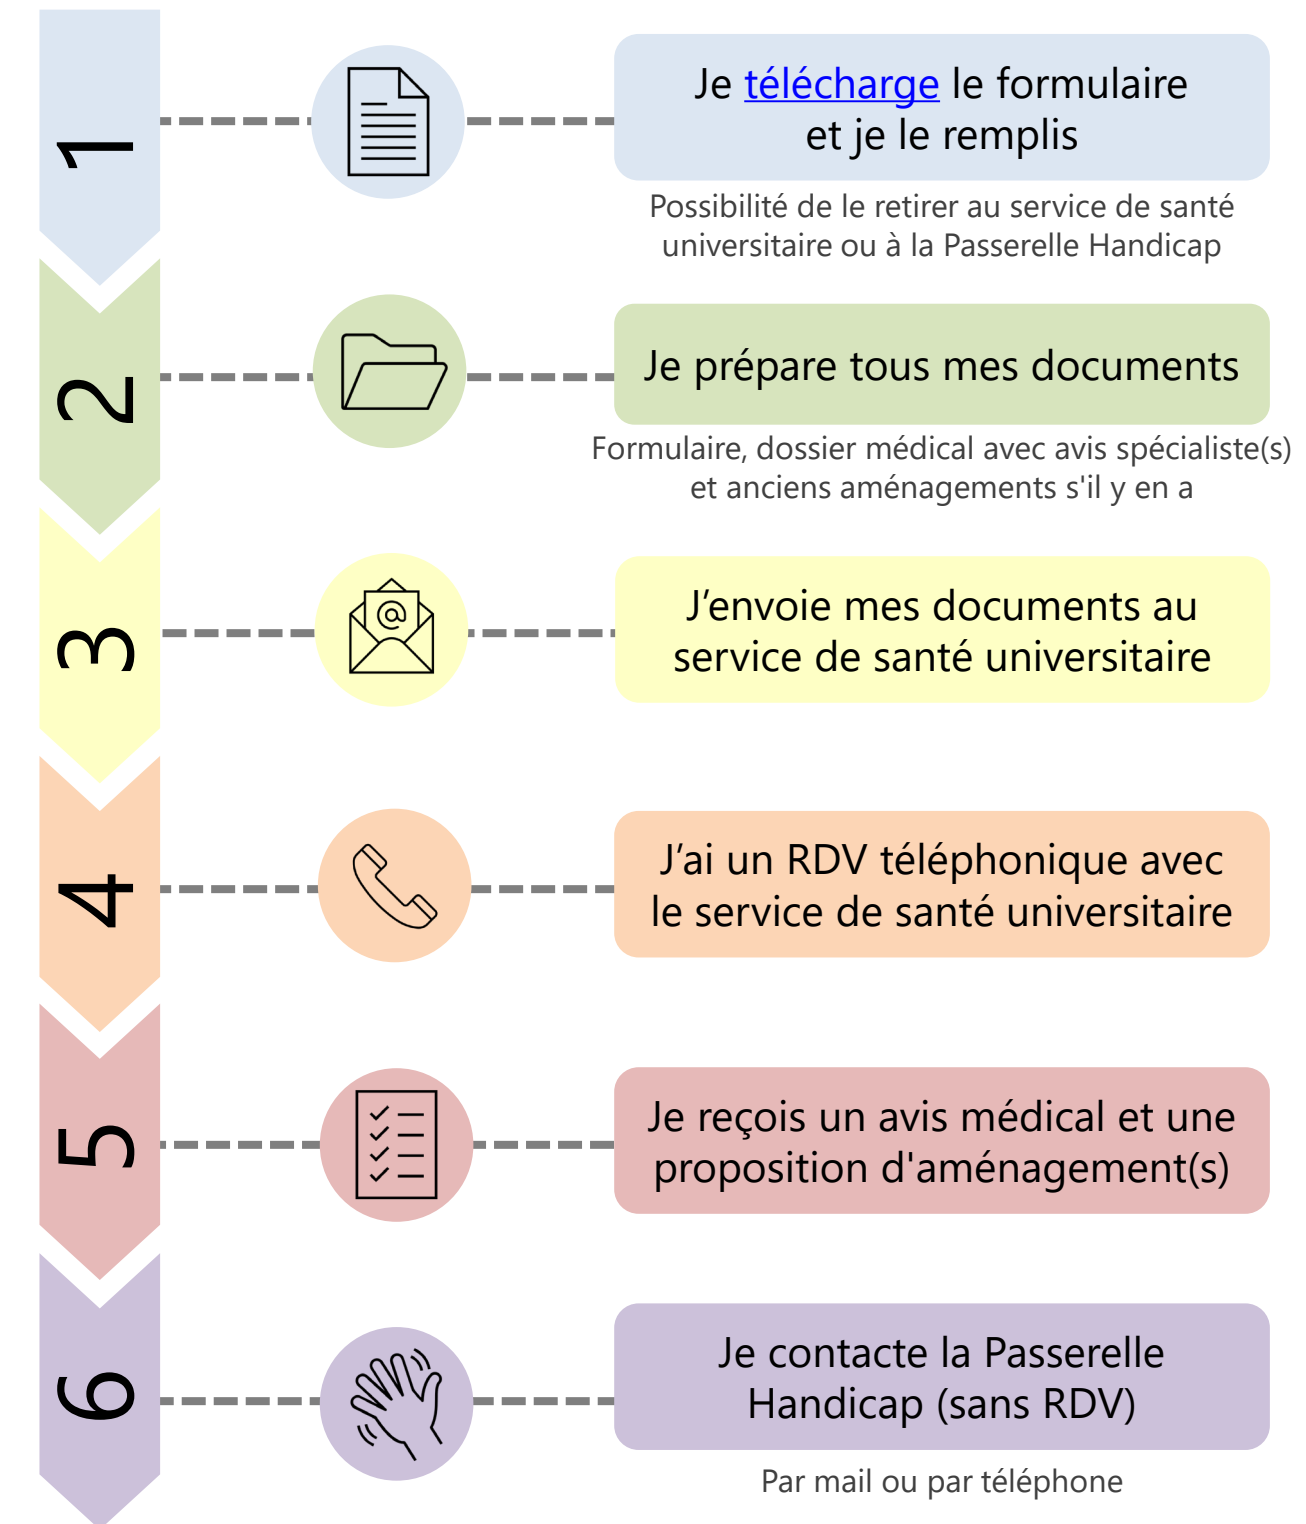 1
Je télécharge le formulaire
et je le remplis
Possibilité de le retirer au service de santé
universitaire ou à la Passerelle Handicap
2
Je prépare tous mes documents
Formulaire, dossier médical avec avis spécialiste(s)
et anciens aménagements s'il y en a
3
@
J’envoie mes documents au
service de santé universitaire
4
J’ai un RDV téléphonique avec
le service de santé universitaire
5
Je reçois un avis médical et une
proposition d'aménagement(s)
6
Je contacte la Passerelle
Handicap (sans RDV)
Par mail ou par téléphone